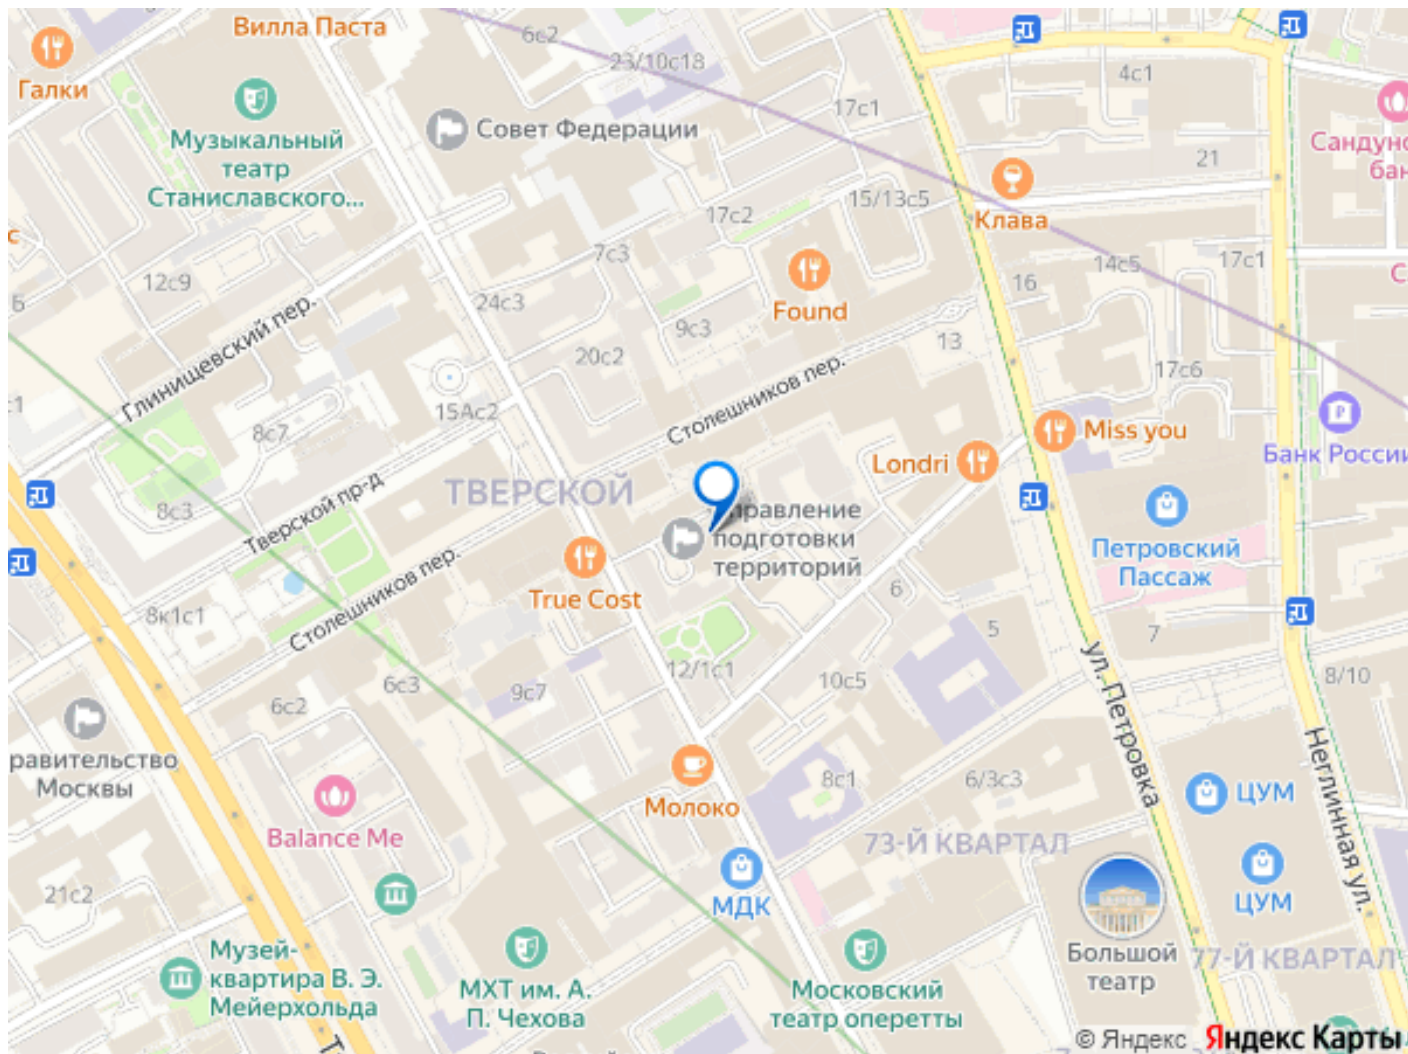 Вилла Паста
6с2
23/10с18
4с1
Галки
17с1
Совет Федерации
Музыкальный
театр
Станиславского...
21
Сандунс
бан
Клава
15/13с5
17с2
с
7с3
14с5
17с1
12с9
Б
24с3
Found
16
С
Глинищевский пер.
9с3
13
20с2
17с6
:1
15Ас2
Столешников пер.
8с7
Miss you
Банк России
Londri
ТВЕРСКОЙ
8с3
Тверской пр-д
правление
подготовки
территорий
Петровский
Пассаж
True Cost
Столешников пер.
6
8к1с1
5
7
12/1с1
6с3
9с7
10с5
8/10
6с2
ул. Петровка
равительство
Москвы
Неглинная ул.
8с1
6/3с3
ЦУМ
Молоко
Balance Me
73-Й КВАРТАЛ
21с2
МДК
ЦУМ
Музей-
квартира В. Э.
Мейерхольда
МХТ им. А.
П. Чехова
Московский
театр оперетты
Большой
театр
77-Й КВАРТАЛ
© Яндекс Яндекс Карты